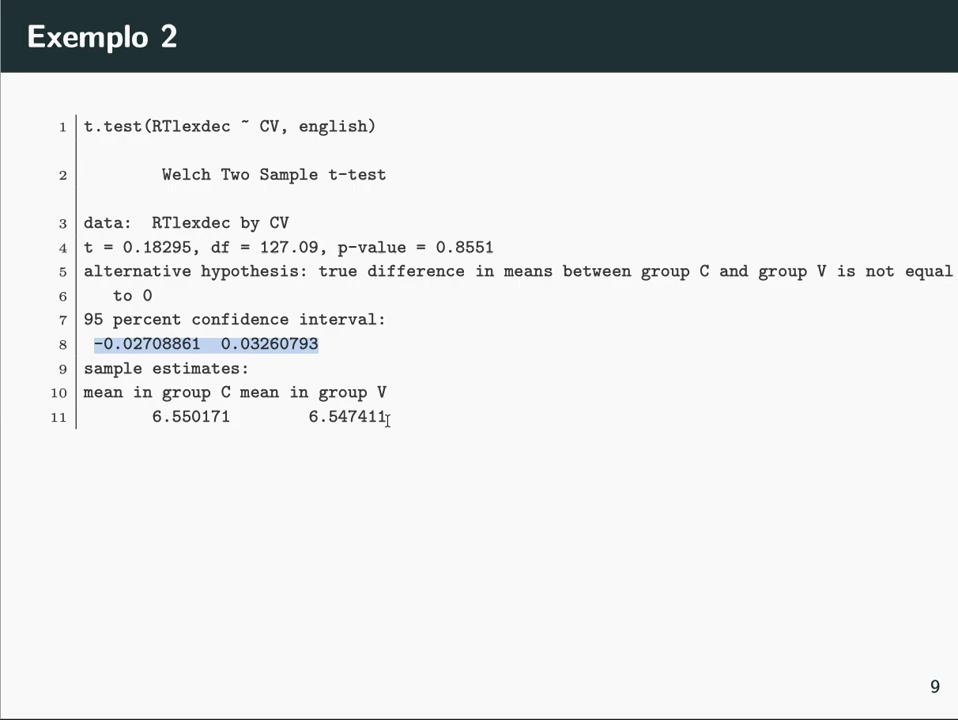 Exemplo 2
1 t.test(RTlexdec ~ CV, english)
2 Welch Two Sample t-test
3 data: RTlexdec by CV
4 t = 0.18295, df = 127.09, p-value = 0.8551
5 alternative hypothesis: true difference in means between group C and group V is not equal
6 to 0
7 95 percent confidence interval:
8 -0.02708861 0.03260793
9 sample estimates:
10 mean in group C mean in group V
11 6.550171 6.547411
9